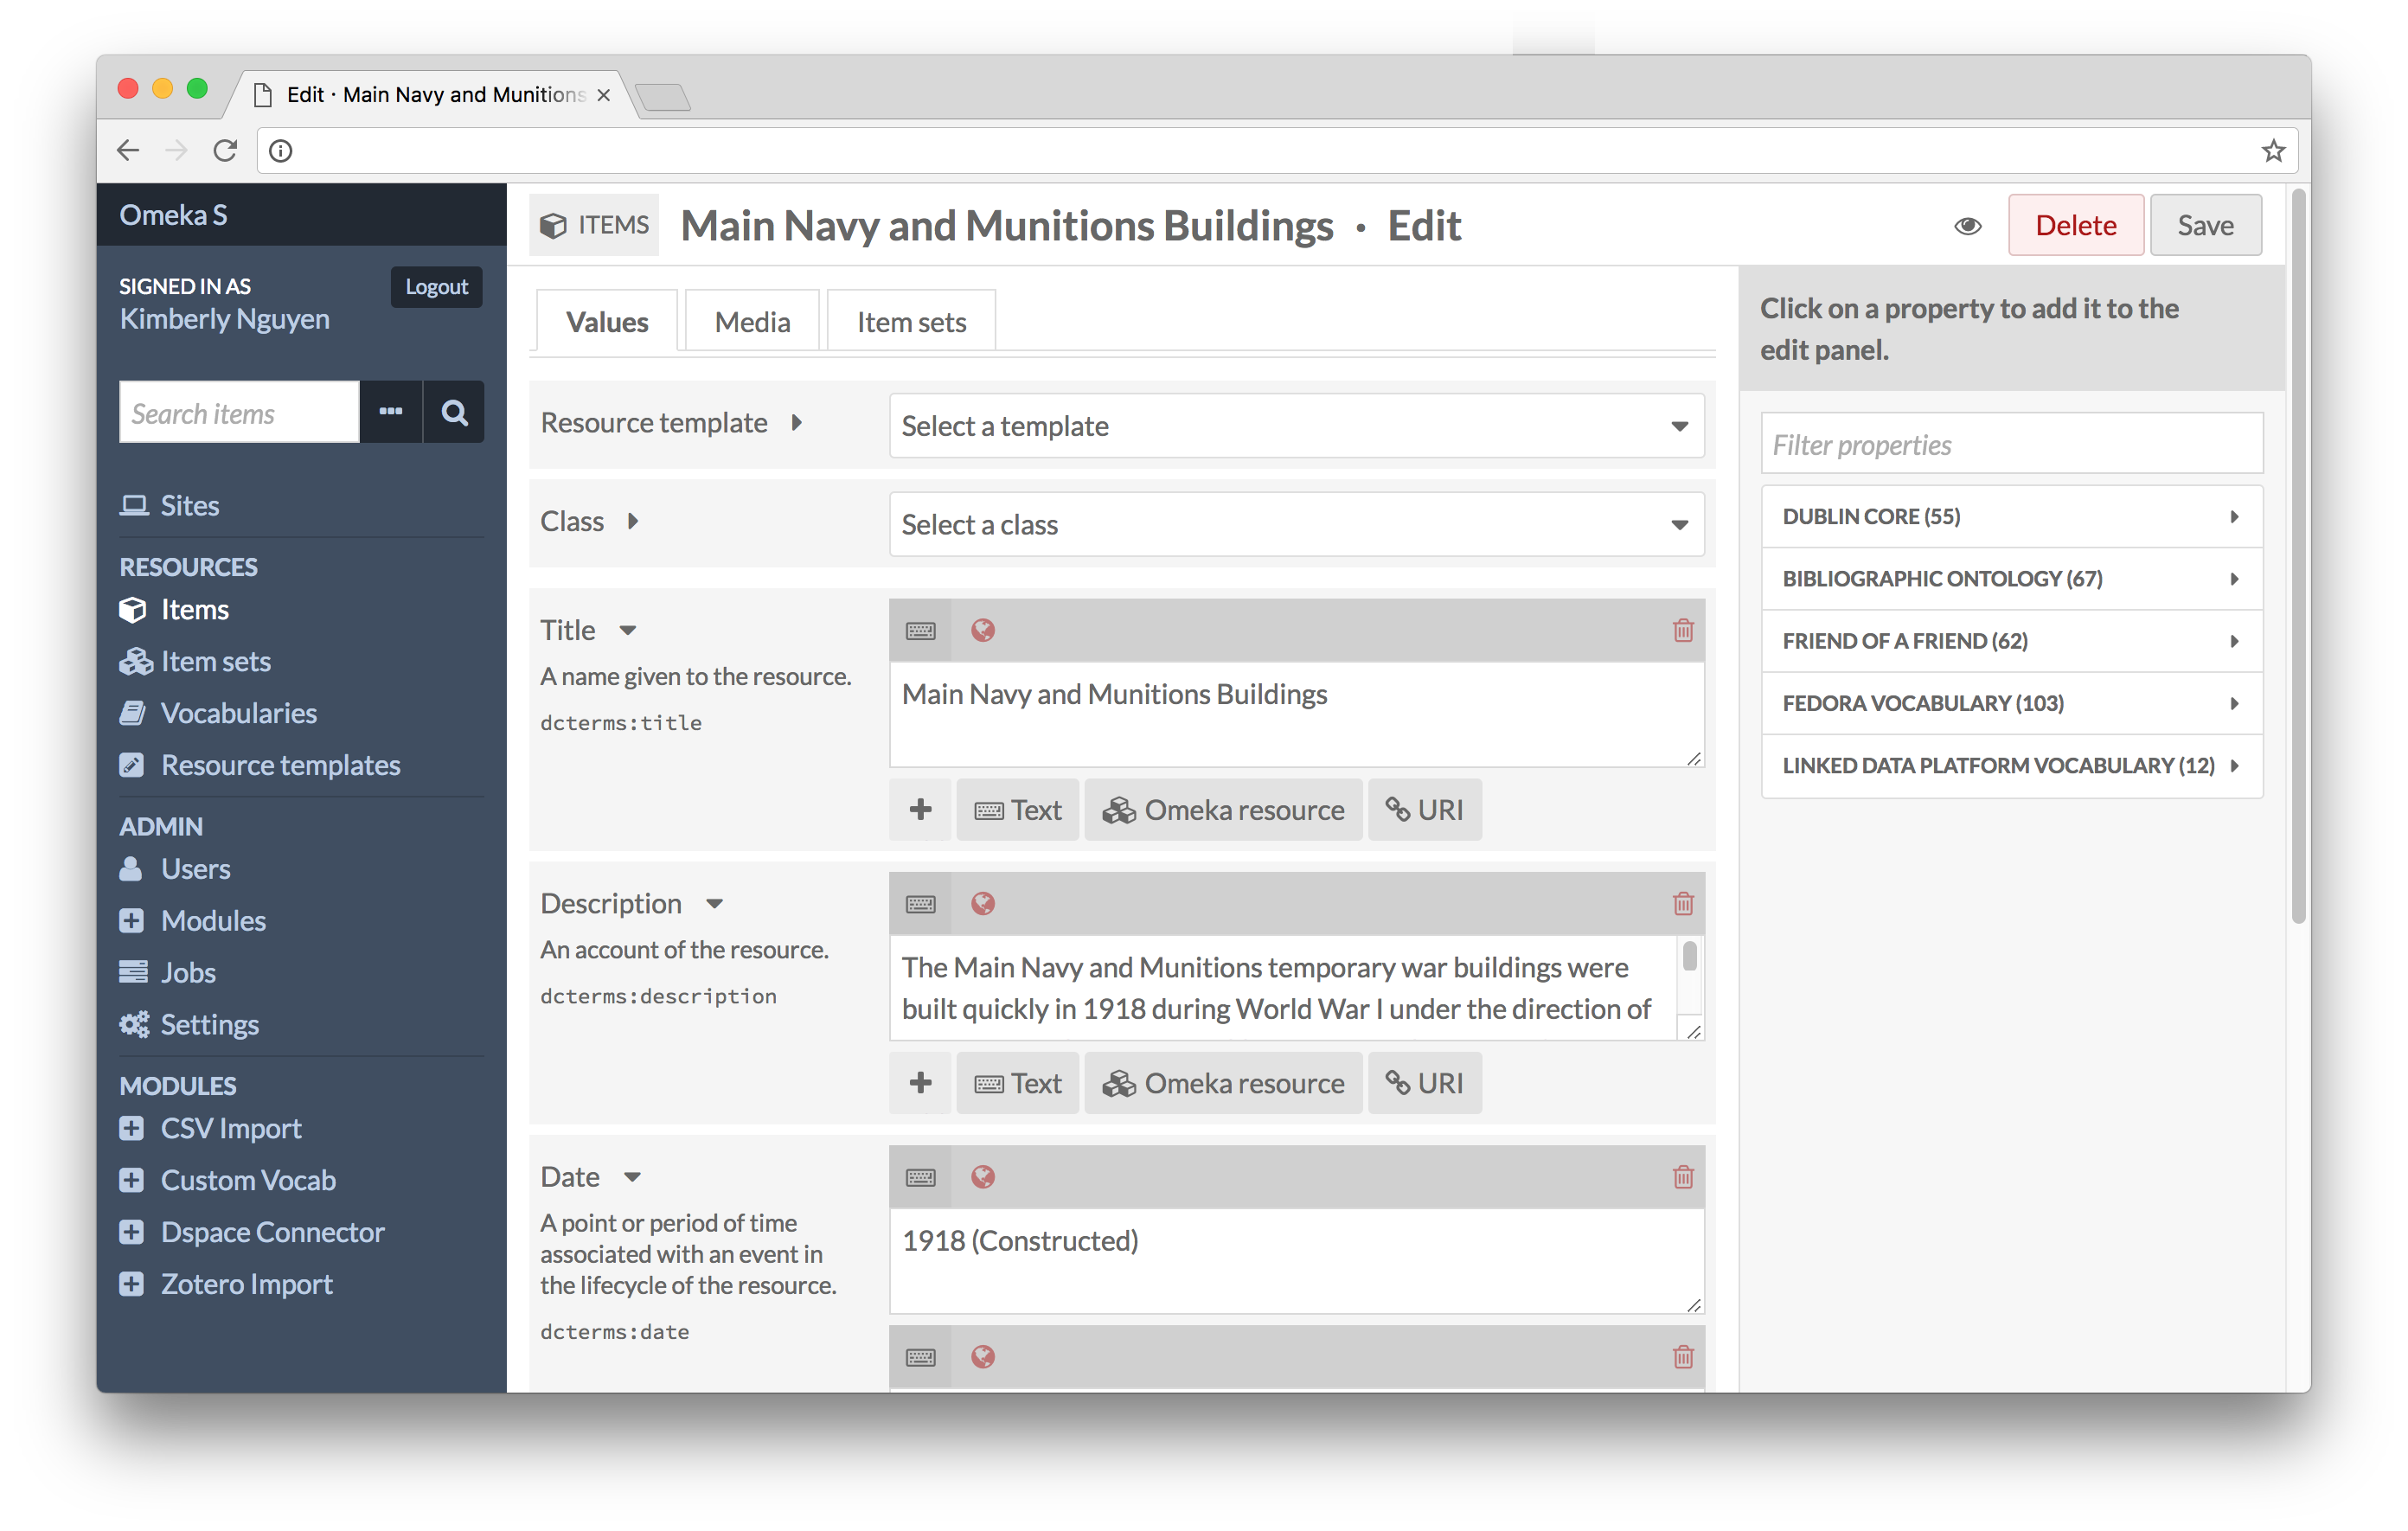 Edit · Main Navy and Munitions
Omeka S
SIGNED IN AS
Kimberly Nguyen
Logout
Search items
Sites
RESOURCES
Items
Item sets
Vocabularies
Resource templates
ADMIN
Users
Modules
Jobs
Settings
MODULES
CSV Import
Custom Vocab
Dspace Connector
Zotero Import
ITEMS
Main Navy and Munitions Buildings · Edit
Delete
Save
Values
Media
Item sets
Resource template
Select a template
Class
Select a class
Title
A name given to the resource.
dcterms:title
Main Navy and Munitions Buildings
Text
Omeka resource
URI
Description
An account of the resource.
dcterms:description
The Main Navy and Munitions temporary war buildings were
built quickly in 1918 during World War I under the direction of
Text
Omeka resource
URI
Date
A point or period of time
associated with an event in
the lifecycle of the resource.
dcterms:date
1918 (Constructed)
Click on a property to add it to the
edit panel.
Filter properties
DUBLIN CORE (55)
BIBLIOGRAPHIC ONTOLOGY (67)
FRIEND OF A FRIEND (62)
FEDORA VOCABULARY (103)
LINKED DATA PLATFORM VOCABULARY (12)